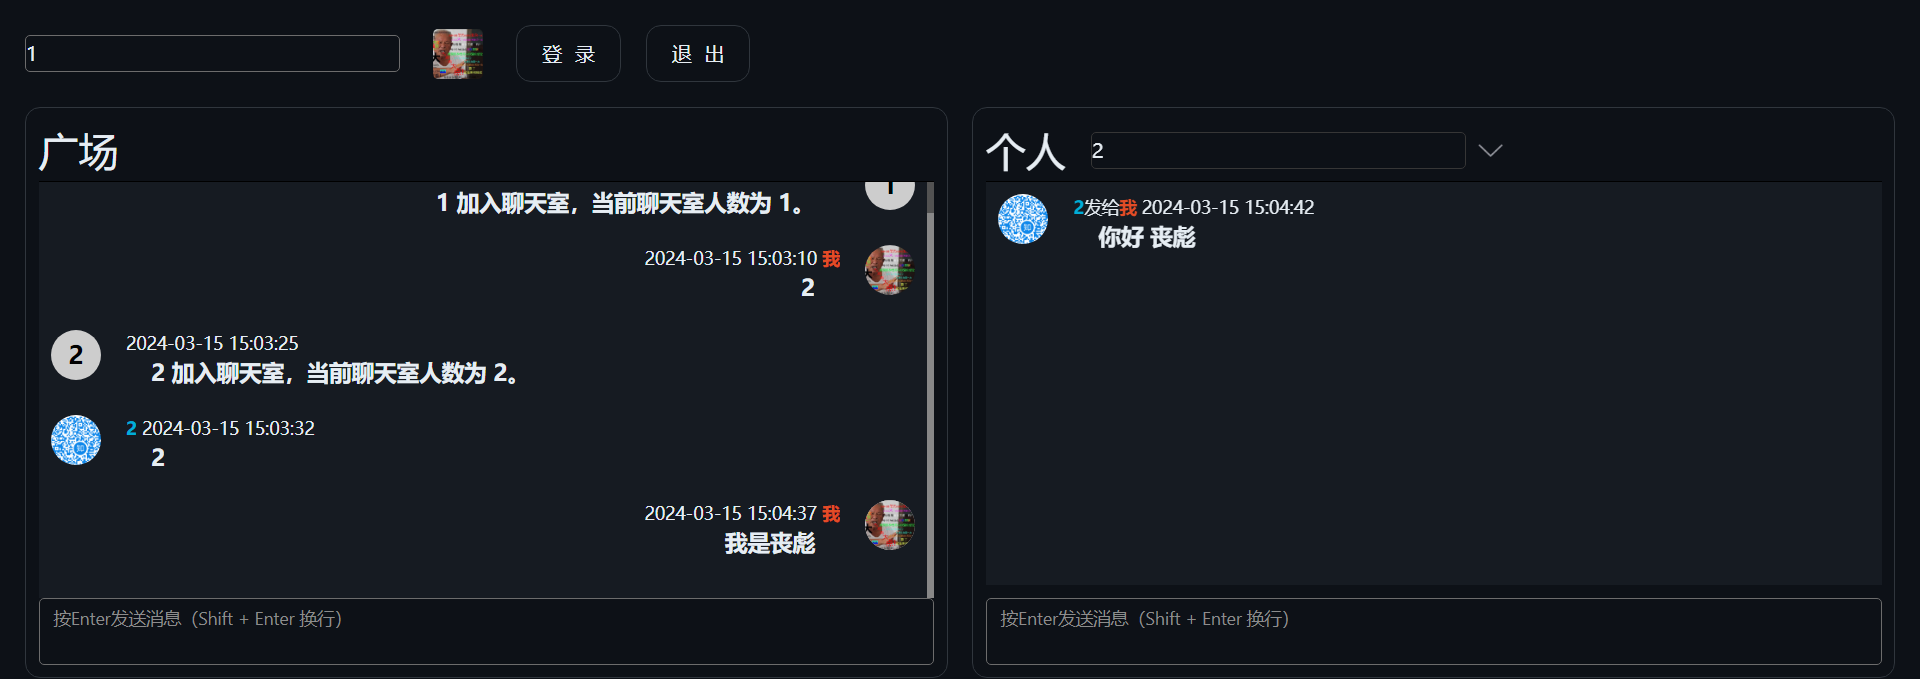 1
登 录
退 出
广场
1
1 加入聊天室，当前聊天室人数为 1。
2024-03-15 15:03:10 我
2
2
2024-03-15 15:03:25
2 加入聊天室，当前聊天室人数为 2。
2 2024-03-15 15:03:32
2
2024-03-15 15:04:37 我
我是丧彪
按Enter发送消息（Shift + Enter 换行）
个人
2
2发给我 2024-03-15 15:04:42
你好 丧彪
按Enter发送消息（Shift + Enter 换行）